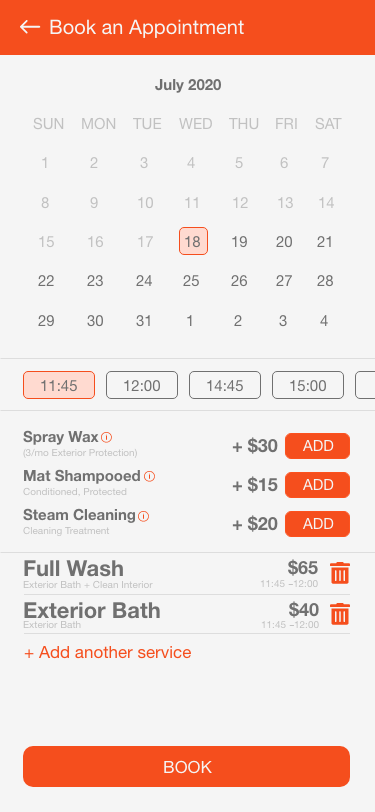 Book an Appointment
July 2020
SUN MON TUE WED THU FRI SAT
1 2 3 4 5 6 7
8 9 10 11 12 13 14
15 16 17 18 19 20 21
22 23 24 25 26 27 28
29 30 31 1 2 3 4
11:45 12:00 14:45 15:00
Spray Wax + $30 ADD
(3/mo Exterior Protection)
Mat Shampooed + $15 ADD
Conditioned, Protected
Steam Cleaning + $20 ADD
Cleaning Treatment
Full Wash $65
Exterior Bath + Clean Interior 11:45 –12:00
Exterior Bath $40
Exterior Bath 11:45 –12:00
+ Add another service
BOOK